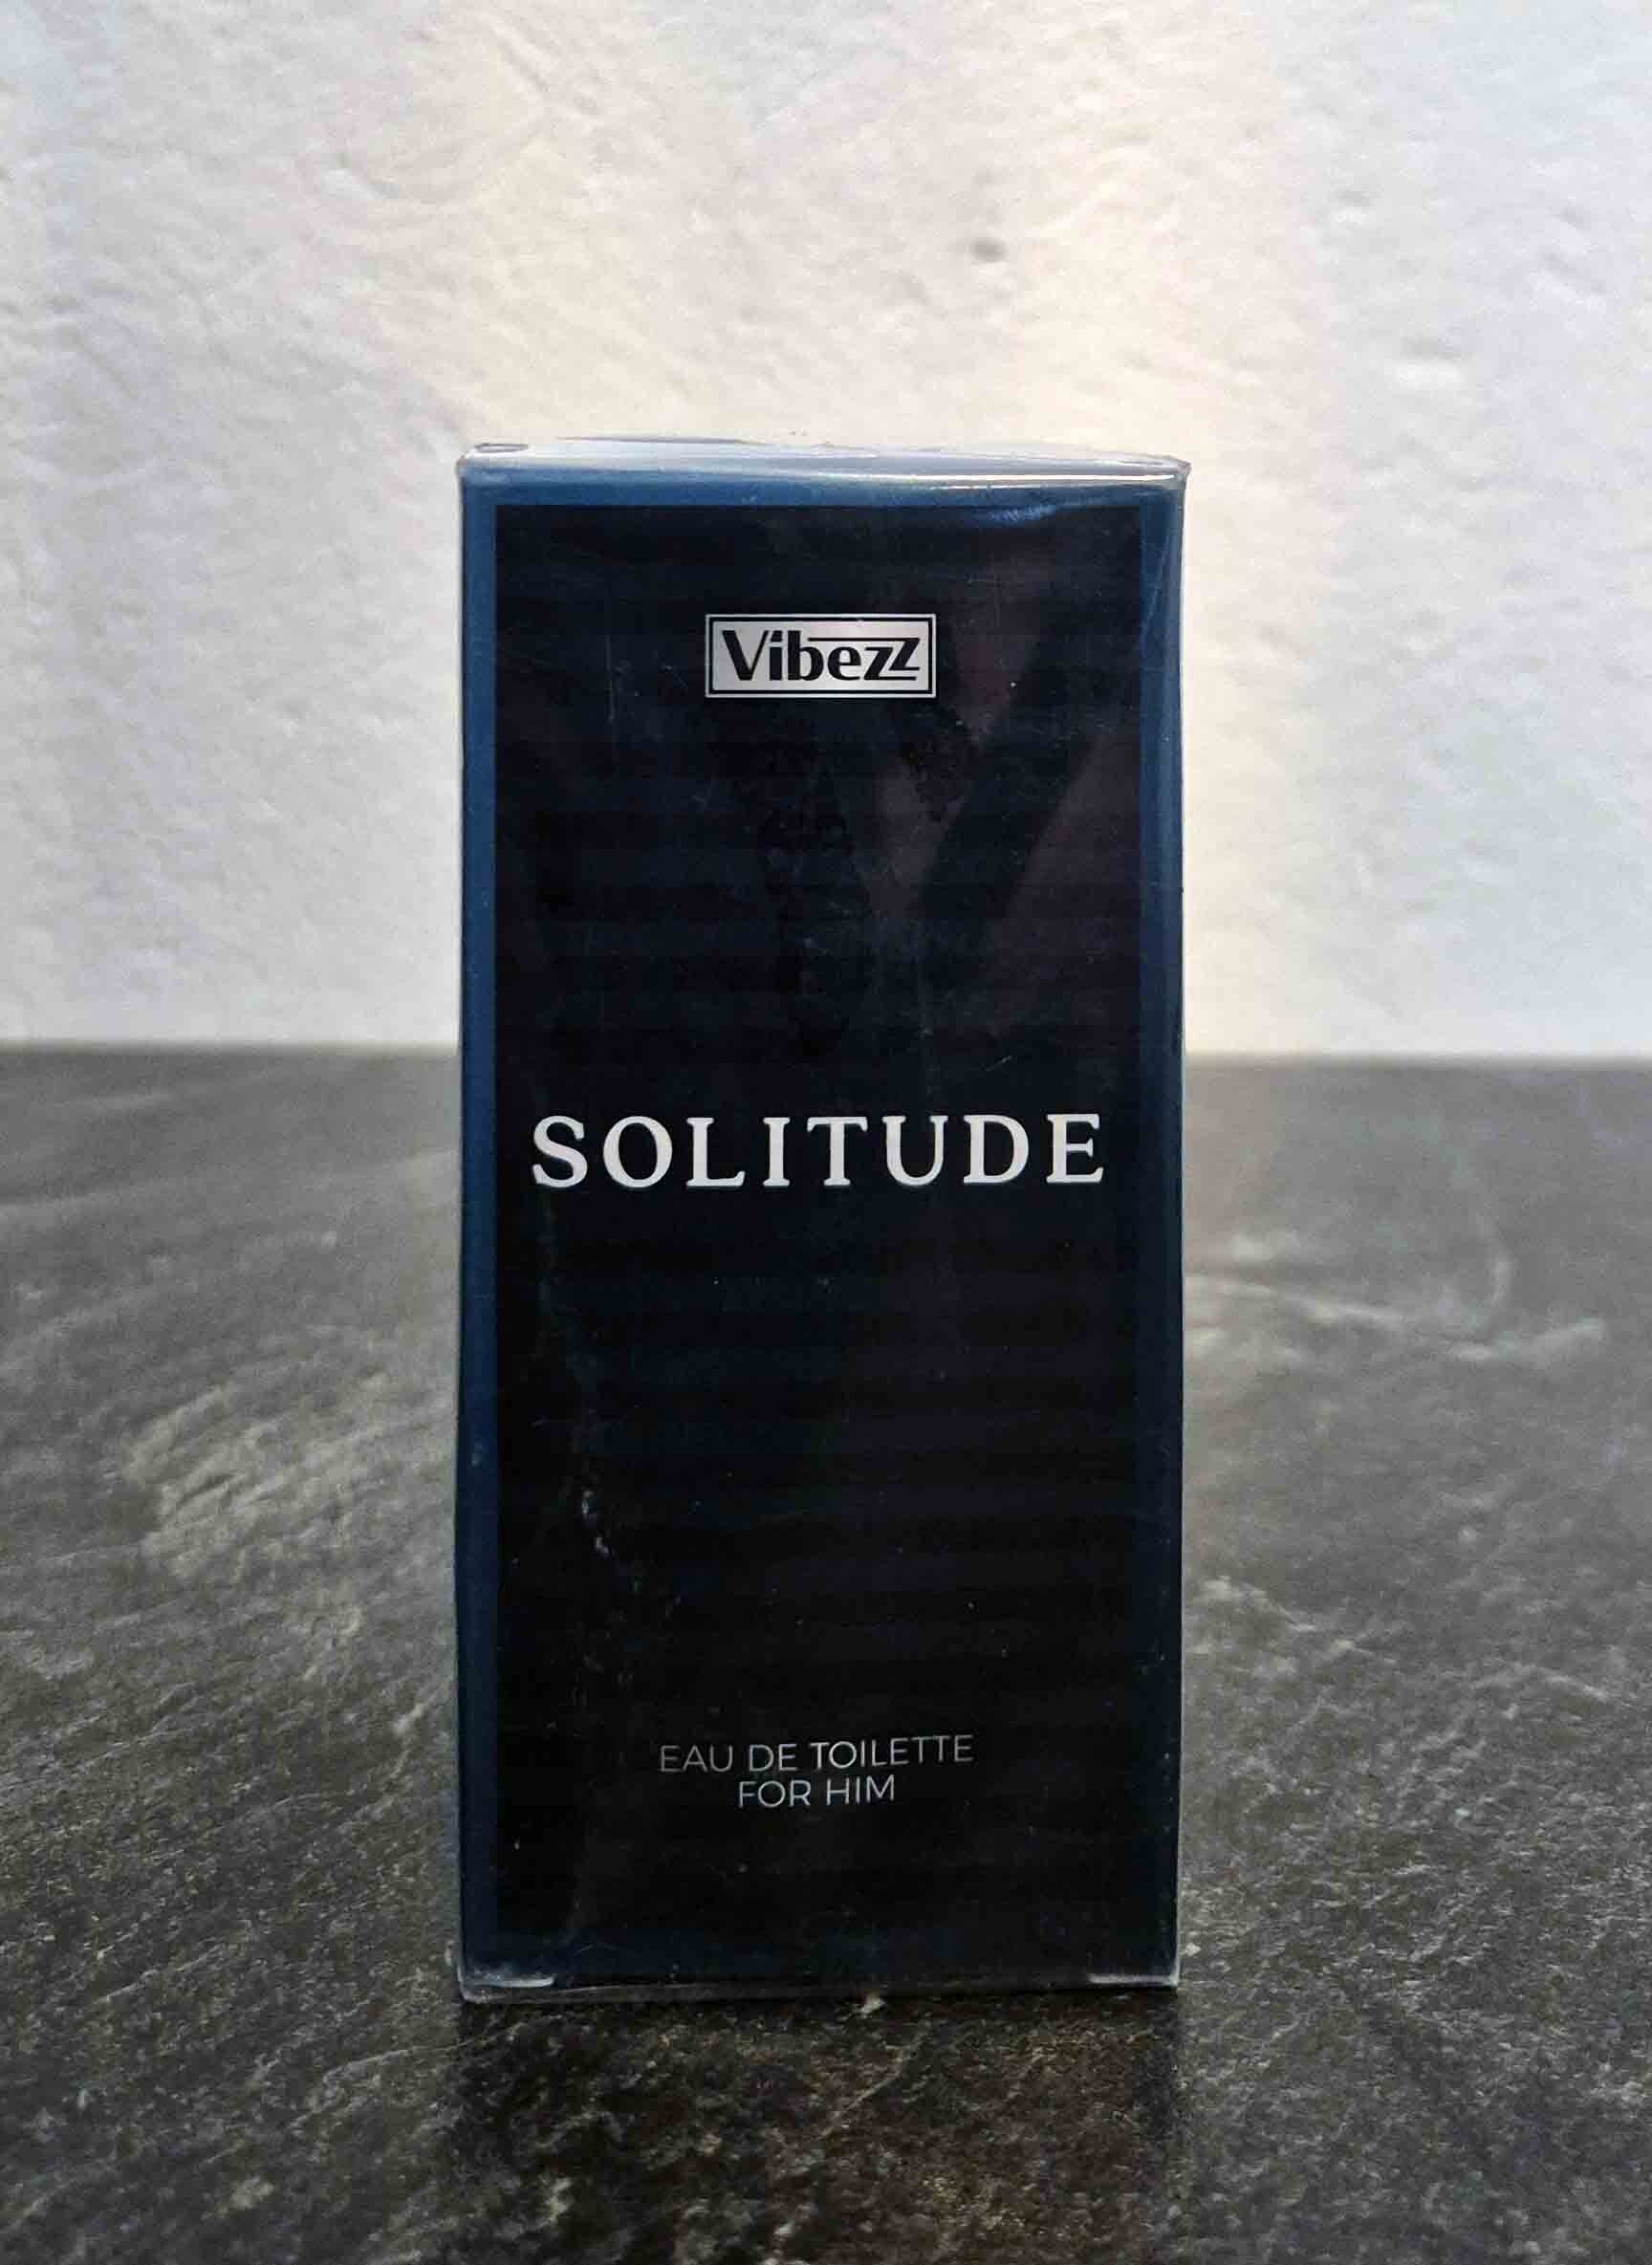 Vibezz
SOLITUDE
EAU DE TOILETTE
FOR HIM